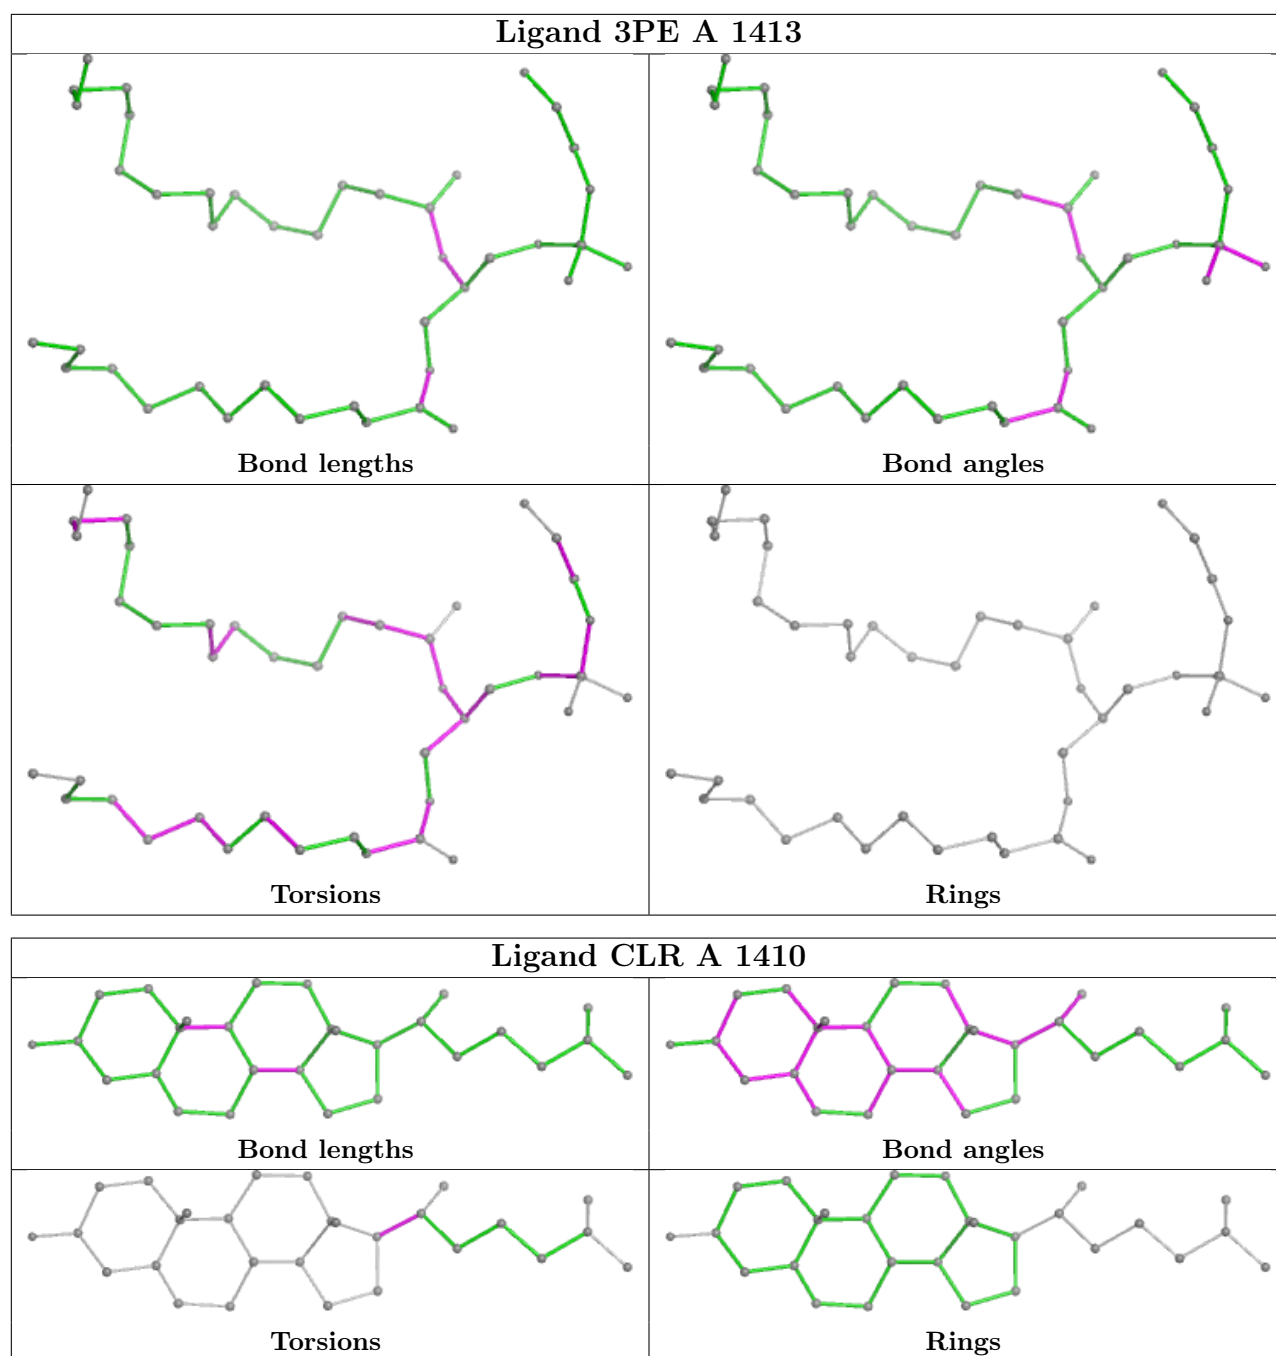 Ligand 3PE A 1413
Bond lengths
Bond angles
Torsions
Rings
Ligand CLR A 1410
Bond lengths
Bond angles
Torsions
Rings